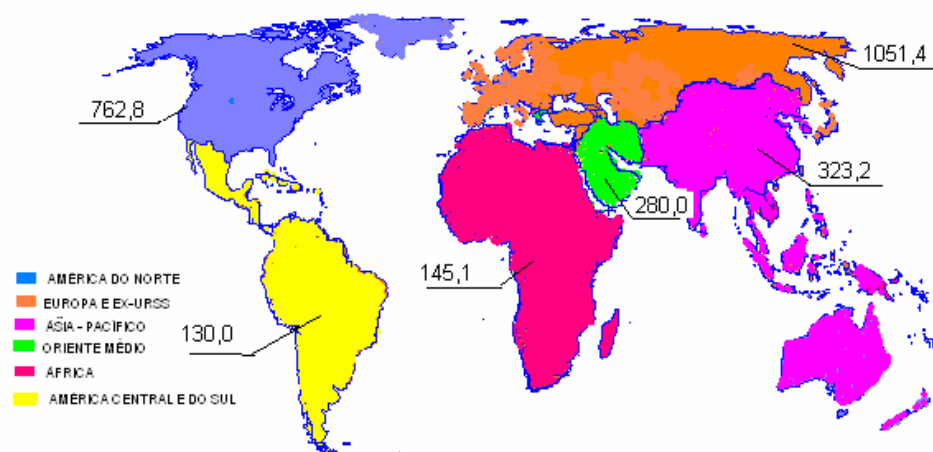 1051,4
762,8
323,2
280,0
145,1
130,0
AMÉRICA DO NORTE
EUROPA E EX-URSS
ÁSIA - PACÍFICO
ORIENTE MÉDIO
ÁFRICA
AMÉRICA CENTRAL E DO SUL